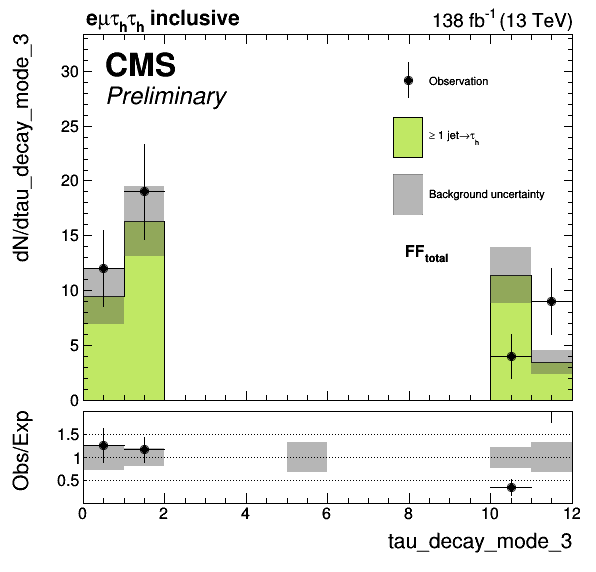 eμτhτh inclusive
138 fb⁻¹ (13 TeV)
dN/dtau_decay_mode_3
CMS
Preliminary
Observation
≥ 1 jet→τh
Background uncertainty
FFtotal
30
25
20
15
10
5
0
Obs/Exp
1.5
1
0.5
0 2 4 6 8 10 12
tau_decay_mode_3